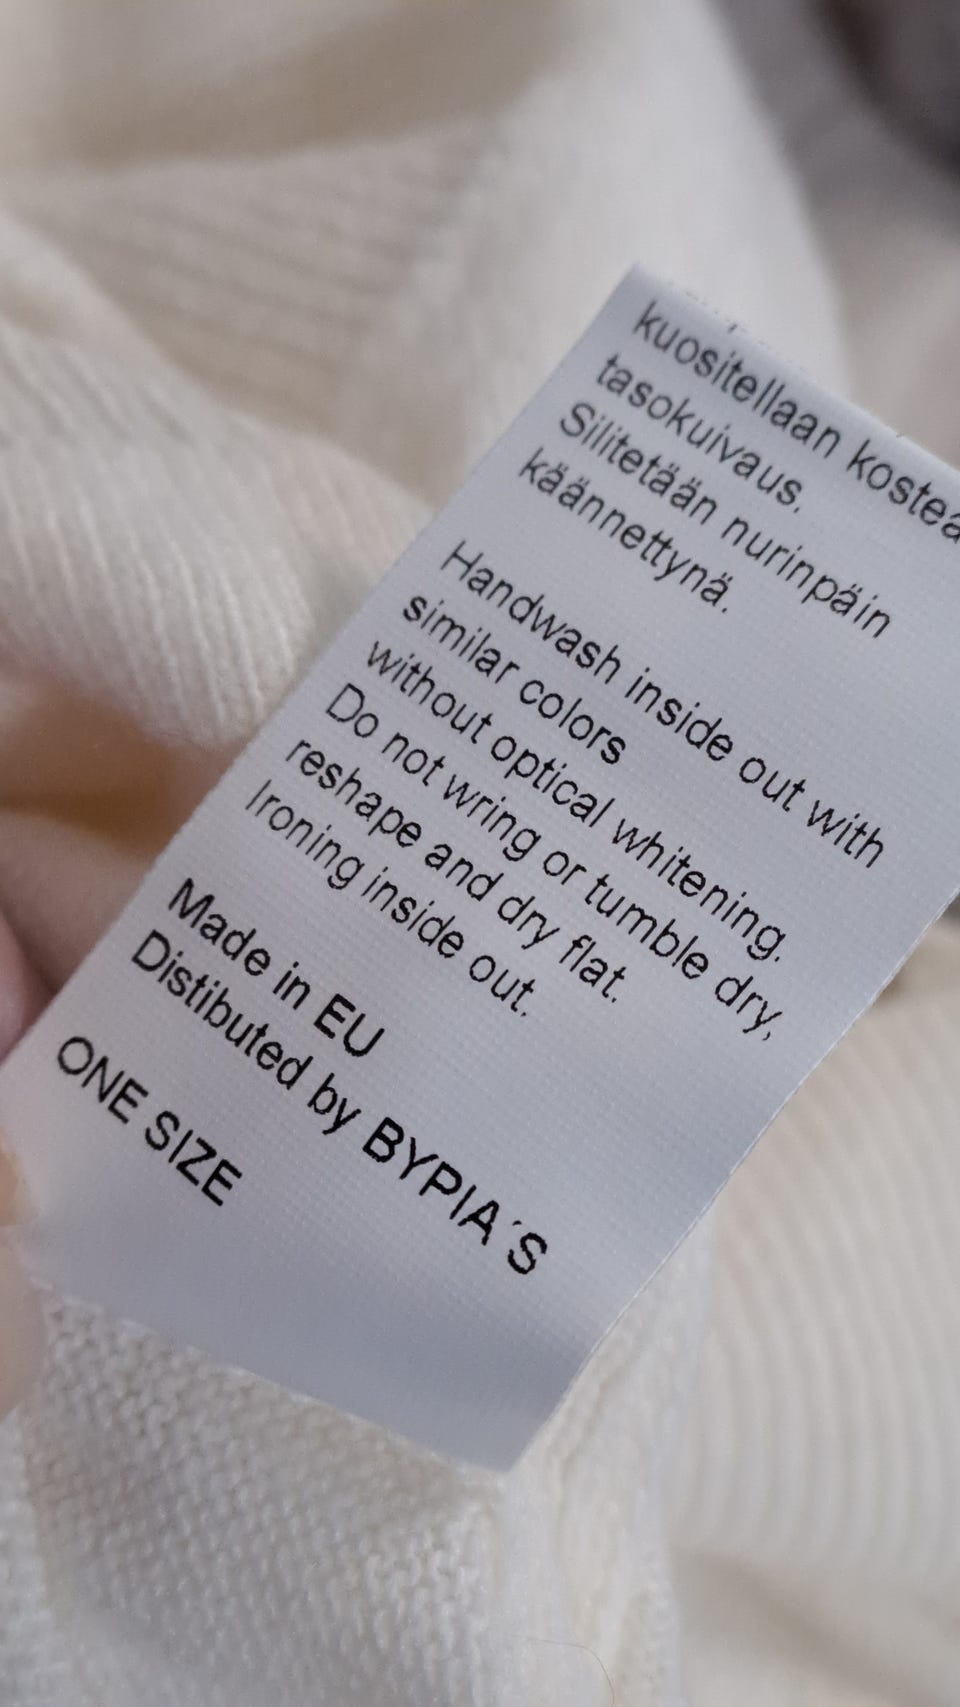 kuositellaan kostea
tasokuivaus.
Silitetään nurinpäin
käännettynä.
Handwash inside out with
similar colors
without optical whitening.
Do not wring or tumble dry,
reshape and dry flat.
Ironing inside out.
Made in EU
Distibuted by BYPIA´S
ONE SIZE